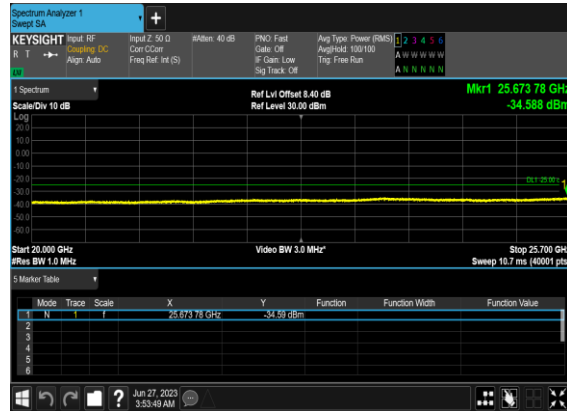 Spectrum Analyzer 1
Swept SA
+
KEYSIGHT
R T
LW
Input: RF
Coupling: DC
Align: Auto
Input Z: 50 Ω
Corr CCorr
Freq Ref: Int (S)
#Atten: 40 dB
PNO: Fast
Gate: Off
IF Gain: Low
Sig Track: Off
Avg Type: Power (RMS)
Avg|Hold: 100/100
Trig: Free Run
1 2 3 4 5 6
A W W W W W
A N N N N N
1 Spectrum
Scale/Div 10 dB
Log
Ref Lvl Offset 8.40 dB
Ref Level 30.00 dBm
Mkr1 25.673 78 GHz
-34.588 dBm
20.0
10.0
0.00
-10.0
-20.0
-30.0
-40.0
-50.0
-60.0
1
Start 20.000 GHz
#Res BW 1.0 MHz
Video BW 3.0 MHz*
Stop 25.700 GHz
Sweep 10.7 ms (40001 pts)
5 Marker Table
Mode Trace Scale X Y Function Function Width Function Value
1 N 1 f 25.673 78 GHz -34.59 dBm
2
3
4
5
6
?
Jun 27, 2023
3:53:49 AM